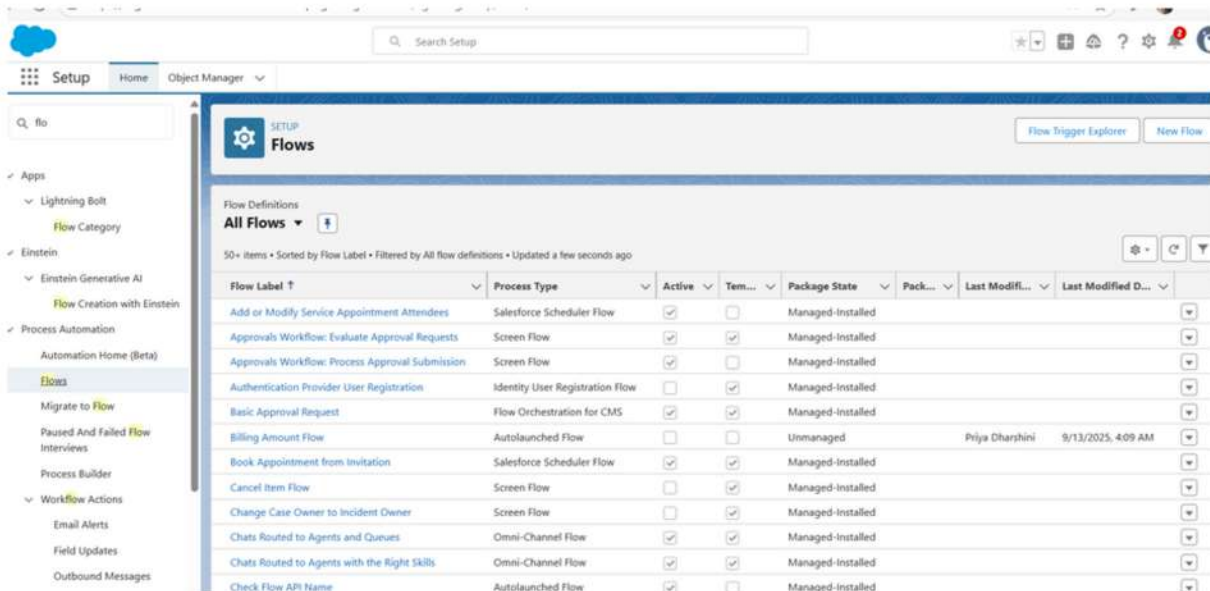 Search Setup
2
Setup Home Object Manager
flo
Apps
Lightning Bolt
Flow Category
Einstein
Einstein Generative AI
Flow Creation with Einstein
Process Automation
Automation Home (Beta)
Flows
Migrate to Flow
Paused And Failed Flow
Interviews
Process Builder
Workflow Actions
Email Alerts
Field Updates
Outbound Messages
SETUP
Flows
Flow Trigger Explorer New Flow
Flow Definitions
All Flows
50+ items • Sorted by Flow Label • Filtered by All flow definitions • Updated a few seconds ago
Flow Label ↑ Process Type Active Tem... Package State Pack... Last Modifi... Last Modified D...
Add or Modify Service Appointment Attendees Salesforce Scheduler Flow Managed-Installed
Approvals Workflow: Evaluate Approval Requests Screen Flow Managed-Installed
Approvals Workflow: Process Approval Submission Screen Flow Managed-Installed
Authentication Provider User Registration Identity User Registration Flow Managed-Installed
Basic Approval Request Flow Orchestration for CMS Managed-Installed
Billing Amount Flow Autolaunched Flow Unmanaged Priya Dharshini 9/13/2025, 4:09 AM
Book Appointment from Invitation Salesforce Scheduler Flow Managed-Installed
Cancel Item Flow Screen Flow Managed-Installed
Change Case Owner to Incident Owner Screen Flow Managed-Installed
Chats Routed to Agents and Queues Omni-Channel Flow Managed-Installed
Chats Routed to Agents with the Right Skills Omni-Channel Flow Managed-Installed
Check Flow API Name Autolaunched Flow Managed-Installed